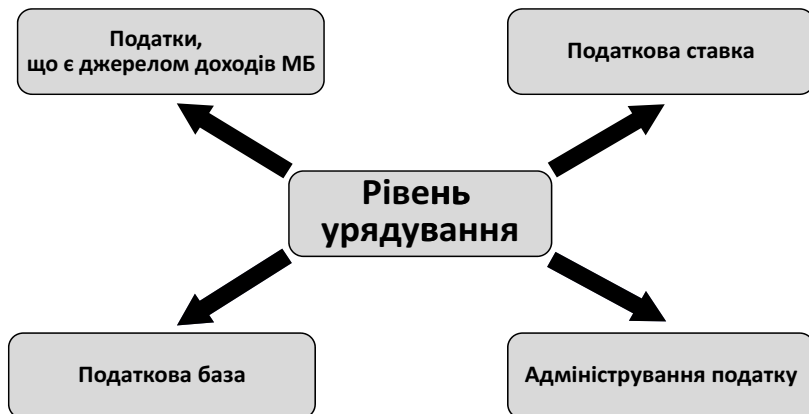 Податки,
що є джерелом доходів МБ
Податкова ставка
Рівень
урядування
Податкова база
Адміністрування податку